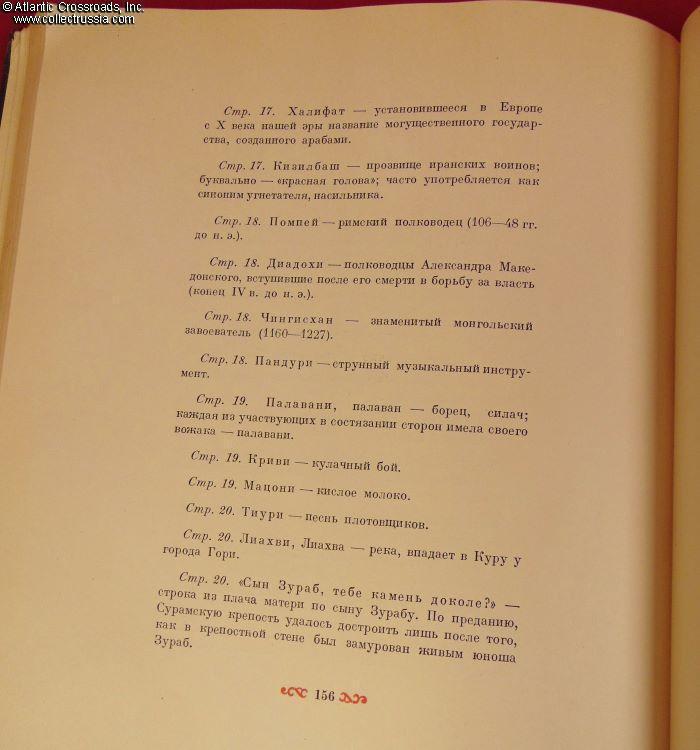 © Atlantic Crossroads, Inc.
www.collectrussia.com
Стр. 17. Халифат — установившееся в Европе
с X века нашей эры название могущественного государ-
ства, созданного арабами.
Стр. 17. Кизилбаш — прозвище иранских воинов;
буквально — «красная голова»; часто употребляется как
синоним угнетателя, насильника.
Стр. 18. Помпей — римский полководец (106—48 гг.
до н. э.).
Стр. 18. Диадохи — полководцы Александра Маке-
донского, вступившие после его смерти в борьбу за власть
(конец IV в. до н. э.).
Стр. 18. Чингисхан — знаменитый монгольский
завоеватель (1160—1227).
Стр. 18. Пандури — струнный музыкальный инстру-
мент.
Стр. 19. Палавани, палаван — борец, силач;
каждая из участвующих в состязании сторон имела своего
вожака — палавани.
Стр. 19. Криви — кулачный бой.
Стр. 19. Мацони — кислое молоко.
Стр. 20. Тиури — песнь плотовщиков.
Стр. 20. Лиахви, Лиахва — река, впадает в Куру у
города Гори.
Стр. 20. «Сын Зураб, тебе камень доколе?» —
строка из плача матери по сыну Зурабу. По преданию,
Сурамскую крепость удалось достроить лишь после того,
как в крепостной стене был замурован живым юноша
Зураб.
156